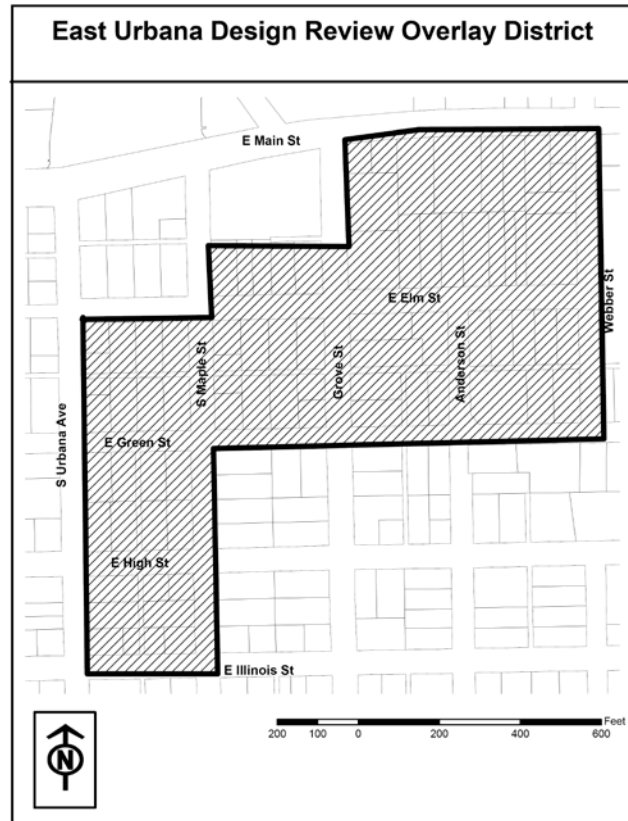 East Urbana Design Review Overlay District
E Main St
E Elm St
Webber St
S Maple St
Grove St
Anderson St
S Urbana Ave
E Green St
E High St
E Illinois St
N
Feet
200 100 0 200 400 600